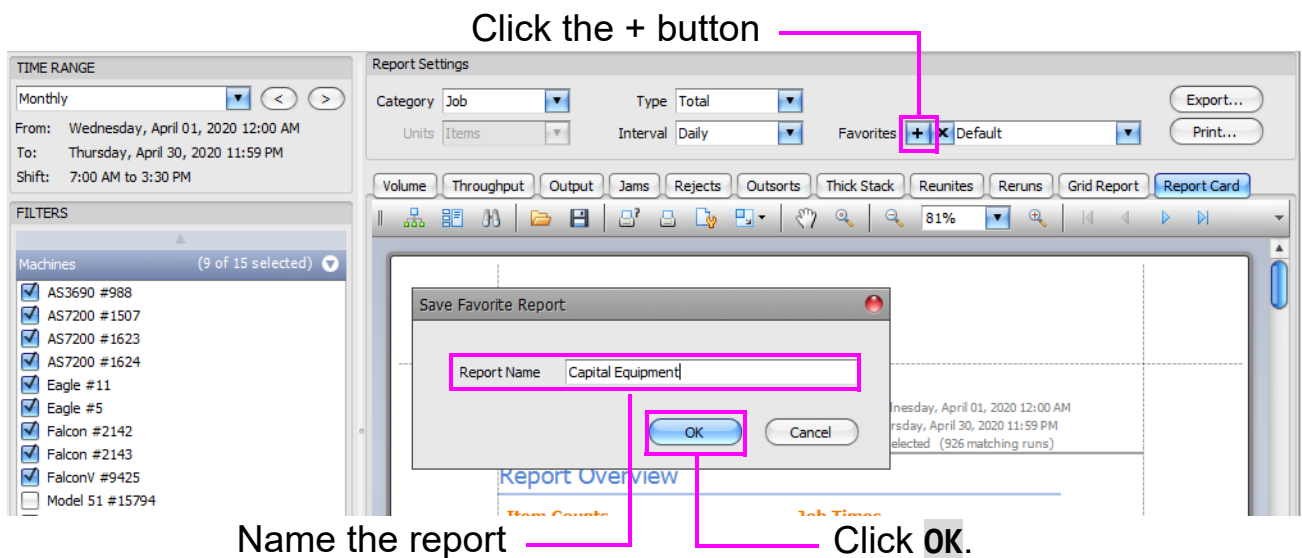 Click the + button
TIME RANGE
Monthly
<
>
From: Wednesday, April 01, 2020 12:00 AM
To: Thursday, April 30, 2020 11:59 PM
Shift: 7:00 AM to 3:30 PM
FILTERS
Machines (9 of 15 selected)
AS3690 #988
AS7200 #1507
AS7200 #1623
AS7200 #1624
Eagle #11
Eagle #5
Falcon #2142
Falcon #2143
FalconV #9425
Model 51 #15794
Report Settings
Category Job Type Total Export...
Units Items Interval Daily Favorites + x Default Print...
Volume Throughput Output Jams Rejects Outsorts Thick Stack Reunites Reruns Grid Report Report Card
81%
Save Favorite Report
Report Name Capital Equipment
OK Cancel
nesday, April 01, 2020 12:00 AM
rsday, April 30, 2020 11:59 PM
elected (926 matching runs)
Report Overview
Item Counts Job Times
Name the report
Click OK.